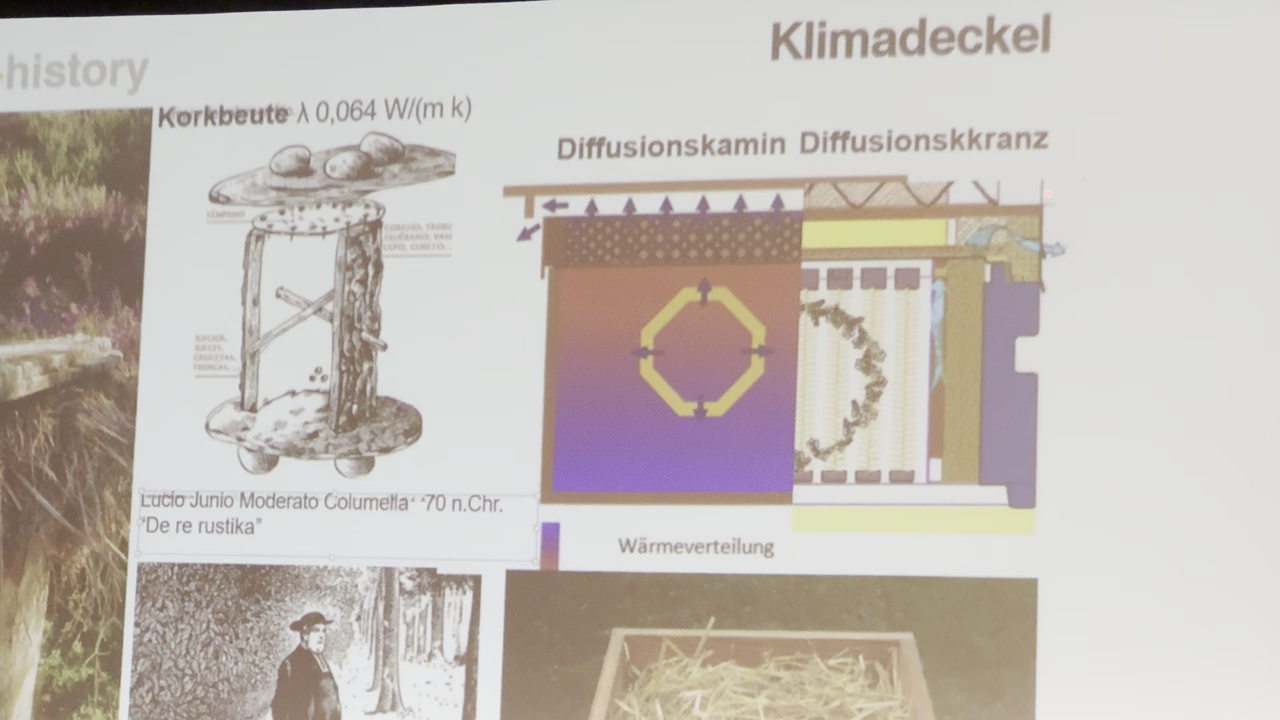 -history
Klimadeckel
Korkbeute λ 0,064 W/(m k)
Diffusionskamin Diffusionskkranz
Lucio Junio Moderato Columella "70 n.Chr.
"De re rustika"
Wärmeverteilung